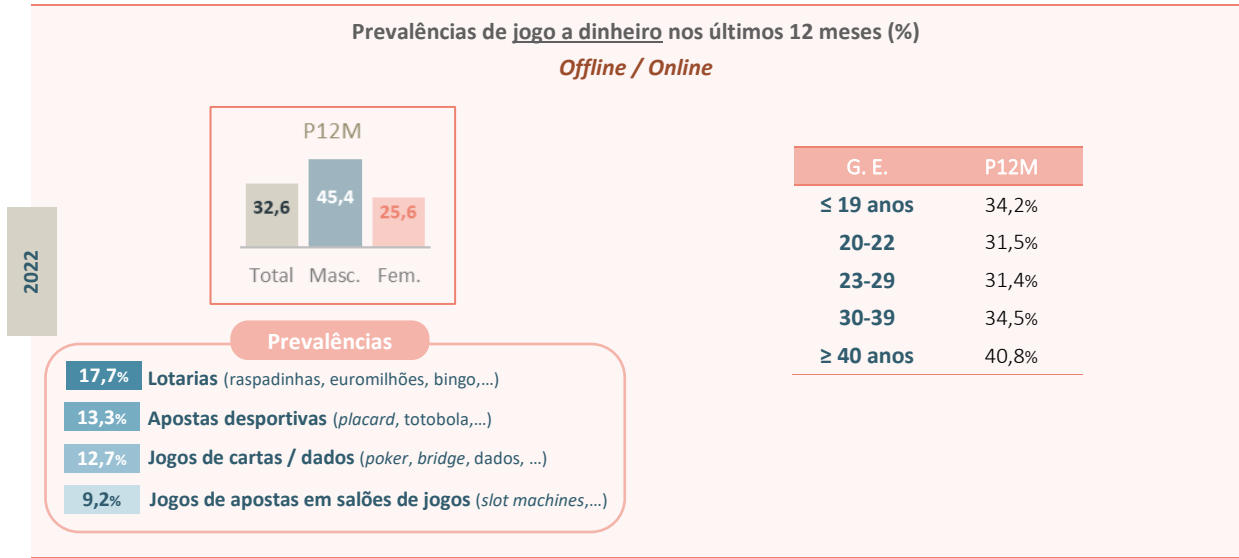 Prevalências de jogo a dinheiro nos últimos 12 meses (%)
Offline / Online
2022
P12M
32,6 45,4 25,6
Total Masc. Fem.
Prevalências
17,7% Lotarias (raspadinhas, euromilhões, bingo,...)
13,3% Apostas desportivas (placard, totobola,...)
12,7% Jogos de cartas / dados (poker, bridge, dados, ...)
9,2% Jogos de apostas em salões de jogos (slot machines,...)
G. E. P12M
≤ 19 anos 34,2%
20-22 31,5%
23-29 31,4%
30-39 34,5%
≥ 40 anos 40,8%